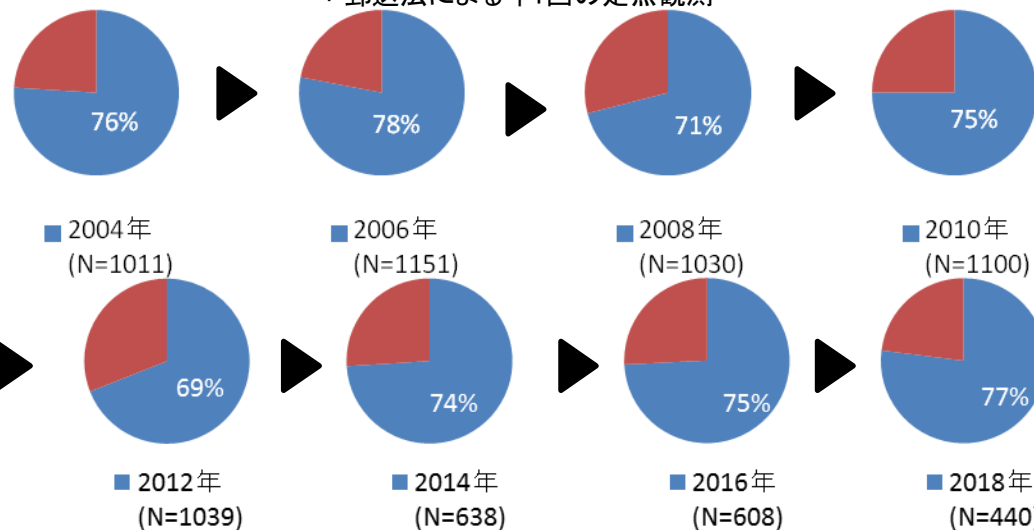 76%
78%
71%
75%
2004年
(N=1011)
2006年
(N=1151)
2008年
(N=1030)
2010年
(N=1100)
69%
74%
75%
77%
2012年
(N=1039)
2014年
(N=638)
2016年
(N=608)
2018年
(N=440